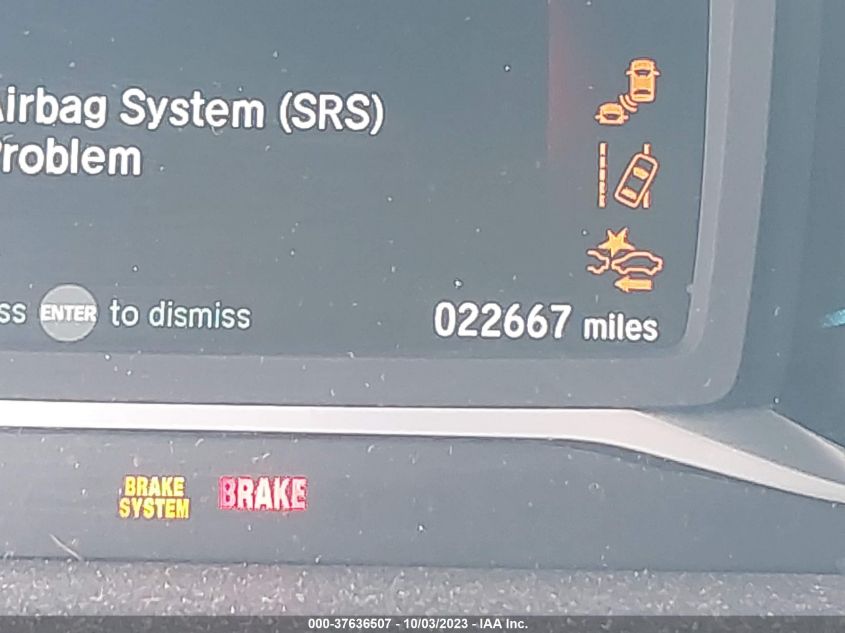 Airbag System (SRS)
Problem
ss ENTER to dismiss
022667 miles
BRAKE
SYSTEM
BRAKE
000-37636507 - 10/03/2023 - IAA Inc.